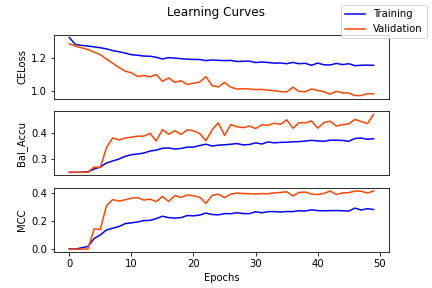 Learning Curves
Training
Validation
CELoss
1.2
1.0
Bal_Accu
0.4
0.3
MCC
0.4
0.2
0.0
0 10 20 30 40 50
Epochs